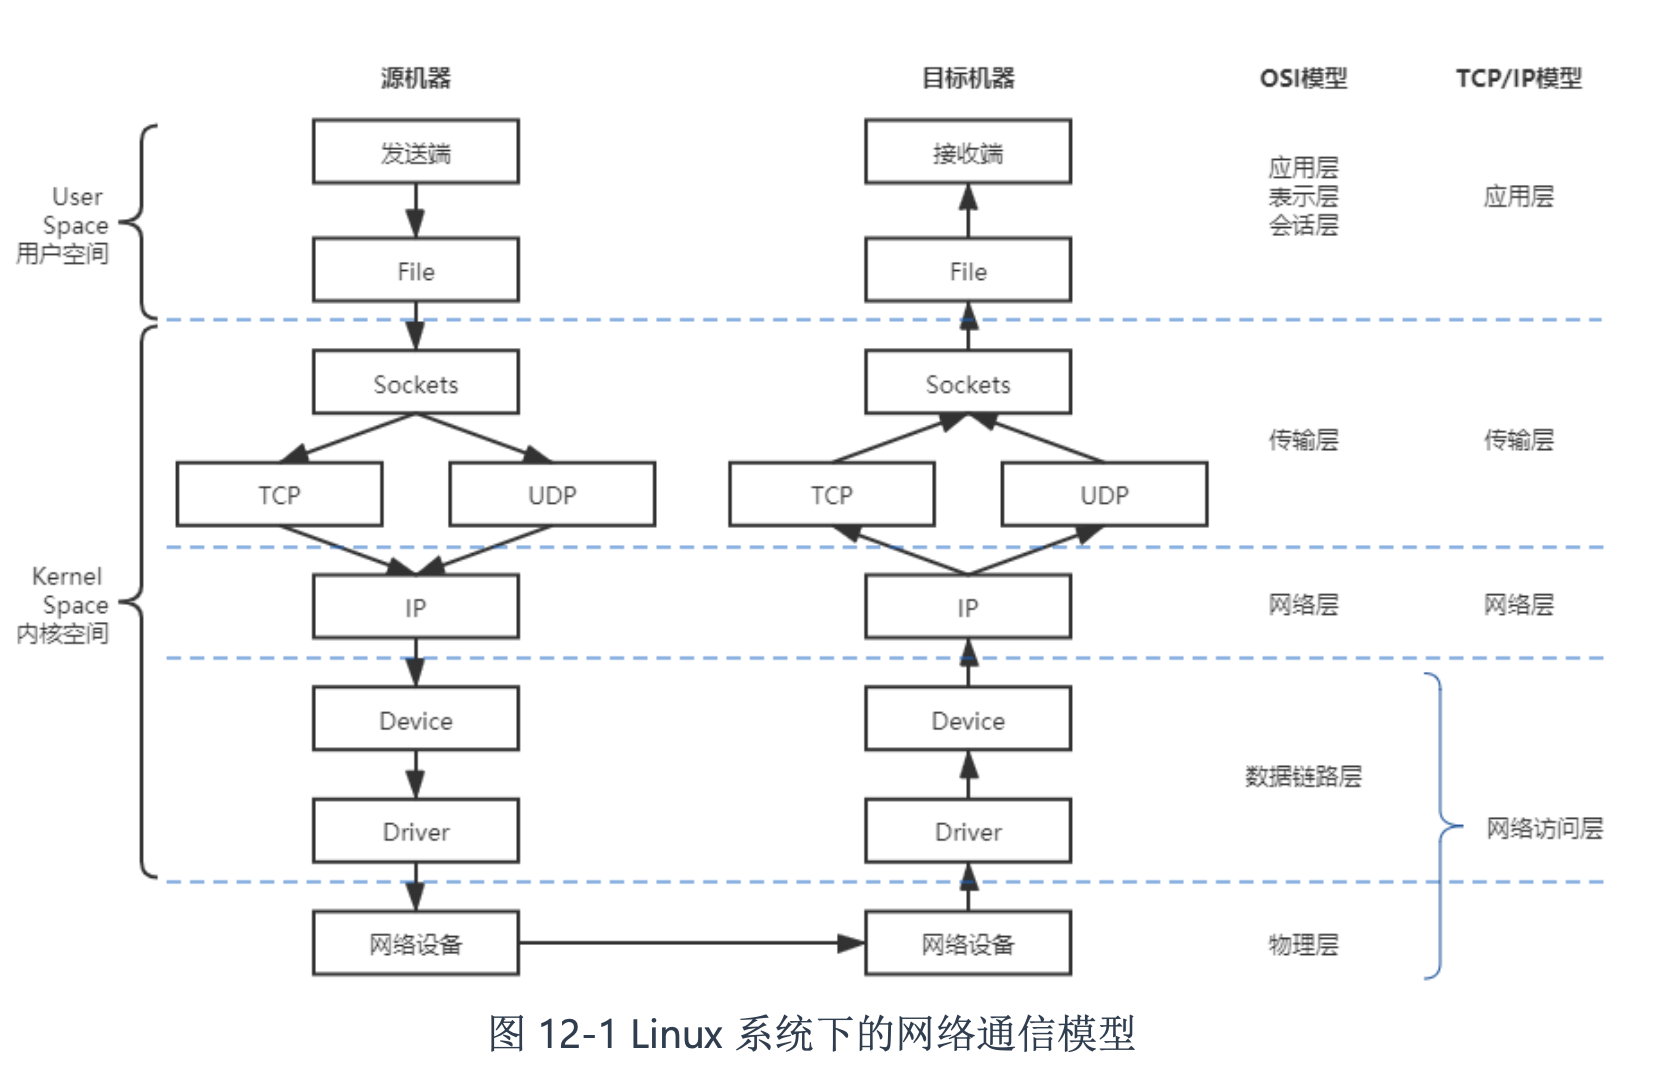 源机器
目标机器
OSI模型
TCP/IP模型
发送端
接收端
应用层
表示层
会话层
应用层
User
Space
用户空间
File
File
Sockets
Sockets
传输层
传输层
TCP
UDP
TCP
UDP
Kernel
Space
内核空间
IP
IP
网络层
网络层
Device
Device
数据链路层
Driver
Driver
网络访问层
网络设备
网络设备
物理层
图 12-1 Linux 系统下的网络通信模型